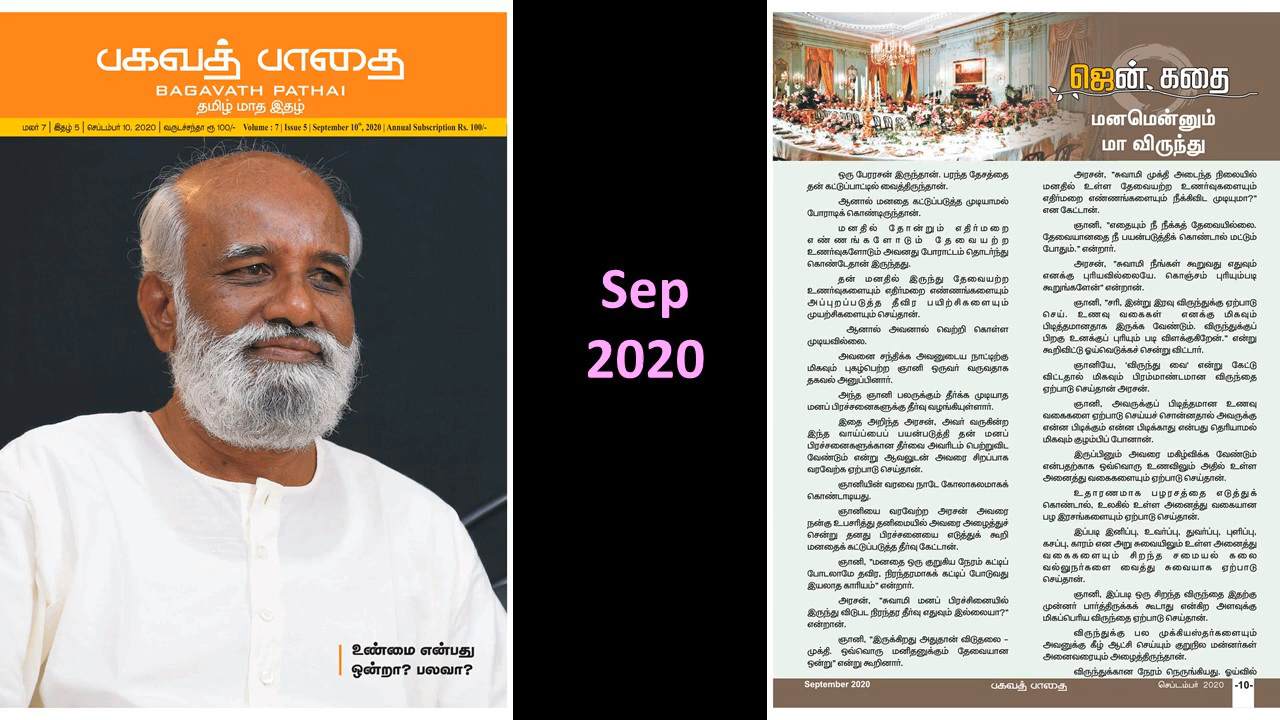 பகவத் பாதை
BAGAVATH PATHAI
தமிழ் மாத இதழ்
மலர் 7 | இதழ் 5 | செப்டம்பர் 10, 2020 | வருடச்சந்தா ரூ 100/- Volume : 7 | Issue 5 | September 10th, 2020 | Annual Subscription Rs. 100/-
உண்மை என்பது
ஒன்றா? பலவா?
Sep
2020
ஜென் கதை
மனமென்னும்
மா விருந்து
ஒரு பேரரசன் இருந்தான். பரந்த தேசத்தை
தன் கட்டுப்பாட்டில் வைத்திருந்தான்.
ஆனால் மனதை கட்டுப்படுத்த முடியாமல்
போராடிக் கொண்டிருந்தான்.
மனதில் தோன்றும் எதிர்மறை
எண்ணங்களோடும் தேவையற்ற
உணர்வுகளோடும் அவனது போராட்டம் தொடர்ந்து
கொண்டேதான் இருந்தது.
தன் மனதில் இருந்து தேவையற்ற
உணர்வுகளையும் எதிர்மறை எண்ணங்களையும்
அப்புறப்படுத்த தீவிர பயிற்சிகளையும்
முயற்சிகளையும் செய்தான்.
ஆனால் அவனால் வெற்றி கொள்ள
முடியவில்லை.
அவனை சந்திக்க அவனுடைய நாட்டிற்கு
மிகவும் புகழ்பெற்ற ஞானி ஒருவர் வருவதாக
தகவல் அனுப்பினார்.
அந்த ஞானி பலருக்கும் தீர்க்க முடியாத
மனப் பிரச்சனைகளுக்கு தீர்வு வழங்கியுள்ளார்.
இதை அறிந்த அரசன், அவர் வருகின்ற
இந்த வாய்ப்பைப் பயன்படுத்தி தன் மனப்
பிரச்சனைகளுக்கான தீர்வை அவரிடம் பெற்றுவிட
வேண்டும் என்று ஆவலுடன் அவரை சிறப்பாக
வரவேற்க ஏற்பாடு செய்தான்.
ஞானியின் வரவை நாடே கோலாகலமாகக்
கொண்டாடியது.
ஞானியை வரவேற்ற அரசன் அவரை
நன்கு உபசரித்து தனிமையில் அவரை அழைத்துச்
சென்று தனது பிரச்சனையை எடுத்துக் கூறி
மனதைக் கட்டுப்படுத்த தீர்வு கேட்டான்.
ஞானி, "மனதை ஒரு குறுகிய நேரம் கட்டிப்
போடலாமே தவிர, நிரந்தரமாகக் கட்டிப் போடுவது
இயலாத காரியம்" என்றார்.
அரசன், "சுவாமி மனப் பிரச்சினையில்
இருந்து விடுபட நிரந்தர தீர்வு எதுவும் இல்லையா?"
என்றான்.
ஞானி, "இருக்கிறது அதுதான் விடுதலை –
முக்தி. ஒவ்வொரு மனிதனுக்கும் தேவையான
ஒன்று" என்று கூறினார்.
அரசன், "சுவாமி முக்தி அடைந்த நிலையில்
மனதில் உள்ள தேவையற்ற உணர்வுகளையும்
எதிர்மறை எண்ணங்களையும் நீக்கிவிட முடியுமா?"
என கேட்டான்.
ஞானி, "எதையும் நீ நீக்கத் தேவையில்லை.
தேவையானதை நீ பயன்படுத்திக் கொண்டால் மட்டும்
போதும்." என்றார்.
அரசன், "சுவாமி நீங்கள் கூறுவது எதுவும்
எனக்கு புரியவில்லையே. கொஞ்சம் புரியும்படி
கூறுங்களேன்" என்றான்.
ஞானி, "சரி, இன்று இரவு விருந்துக்கு ஏற்பாடு
செய். உணவு வகைகள் எனக்கு மிகவும்
பிடித்தமானதாக இருக்க வேண்டும். விருந்துக்குப்
பிறகு உனக்குப் புரியும் படி விளக்குகிறேன்." என்று
கூறிவிட்டு ஓய்வெடுக்கச் சென்று விட்டார்.
ஞானியே, 'விருந்து வை' என்று கேட்டு
விட்டதால் மிகவும் பிரம்மாண்டமான விருந்தை
ஏற்பாடு செய்தான் அரசன்.
ஞானி, அவருக்குப் பிடித்தமான உணவு
வகைகளை ஏற்பாடு செய்யச் சொன்னதால் அவருக்கு
என்ன பிடிக்கும் என்ன பிடிக்காது என்பது தெரியாமல்
மிகவும் குழம்பிப் போனான்.
இருப்பினும் அவரை மகிழ்விக்க வேண்டும்
என்பதற்காக ஒவ்வொரு உணவிலும் அதில் உள்ள
அனைத்து வகைகளையும் ஏற்பாடு செய்தான்.
உதாரணமாக பழரசத்தை எடுத்துக்
கொண்டால், உலகில் உள்ள அனைத்து வகையான
பழ இரசங்களையும் ஏற்பாடு செய்தான்.
இப்படி இனிப்பு, உவர்ப்பு, துவர்ப்பு, புளிப்பு,
கசப்பு, காரம் என அறு சுவையிலும் உள்ள அனைத்து
வகைகளையும் சிறந்த சமையல் கலை
வல்லுநர்களை வைத்து சுவையாக ஏற்பாடு
செய்தான்.
ஞானி, இப்படி ஒரு சிறந்த விருந்தை இதற்கு
முன்னர் பார்த்திருக்கக் கூடாது என்கிற அளவுக்கு
மிகப்பெரிய விருந்தை ஏற்பாடு செய்தான்.
விருந்துக்கு பல முக்கியஸ்தர்களையும்
அவனுக்கு கீழ் ஆட்சி செய்யும் குறுநில மன்னர்கள்
அனைவரையும் அழைத்திருந்தான்.
விருந்துக்கான நேரம் நெருங்கியது. ஓய்வில்
September 2020 பகவத் பாதை செப்டம்பர் 2020 -10-